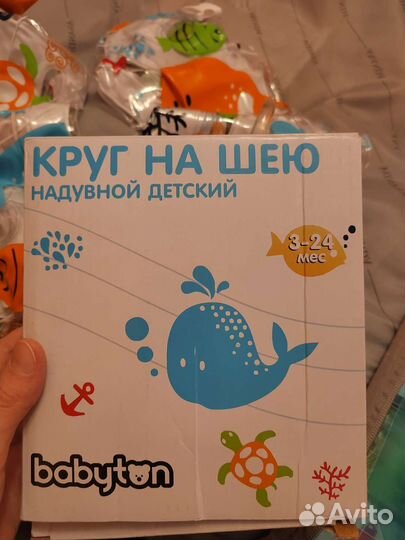 КРУГ НА ШЕЮ
НАДУВНОЙ ДЕТСКИЙ
3-24
мес
babyton
Avito